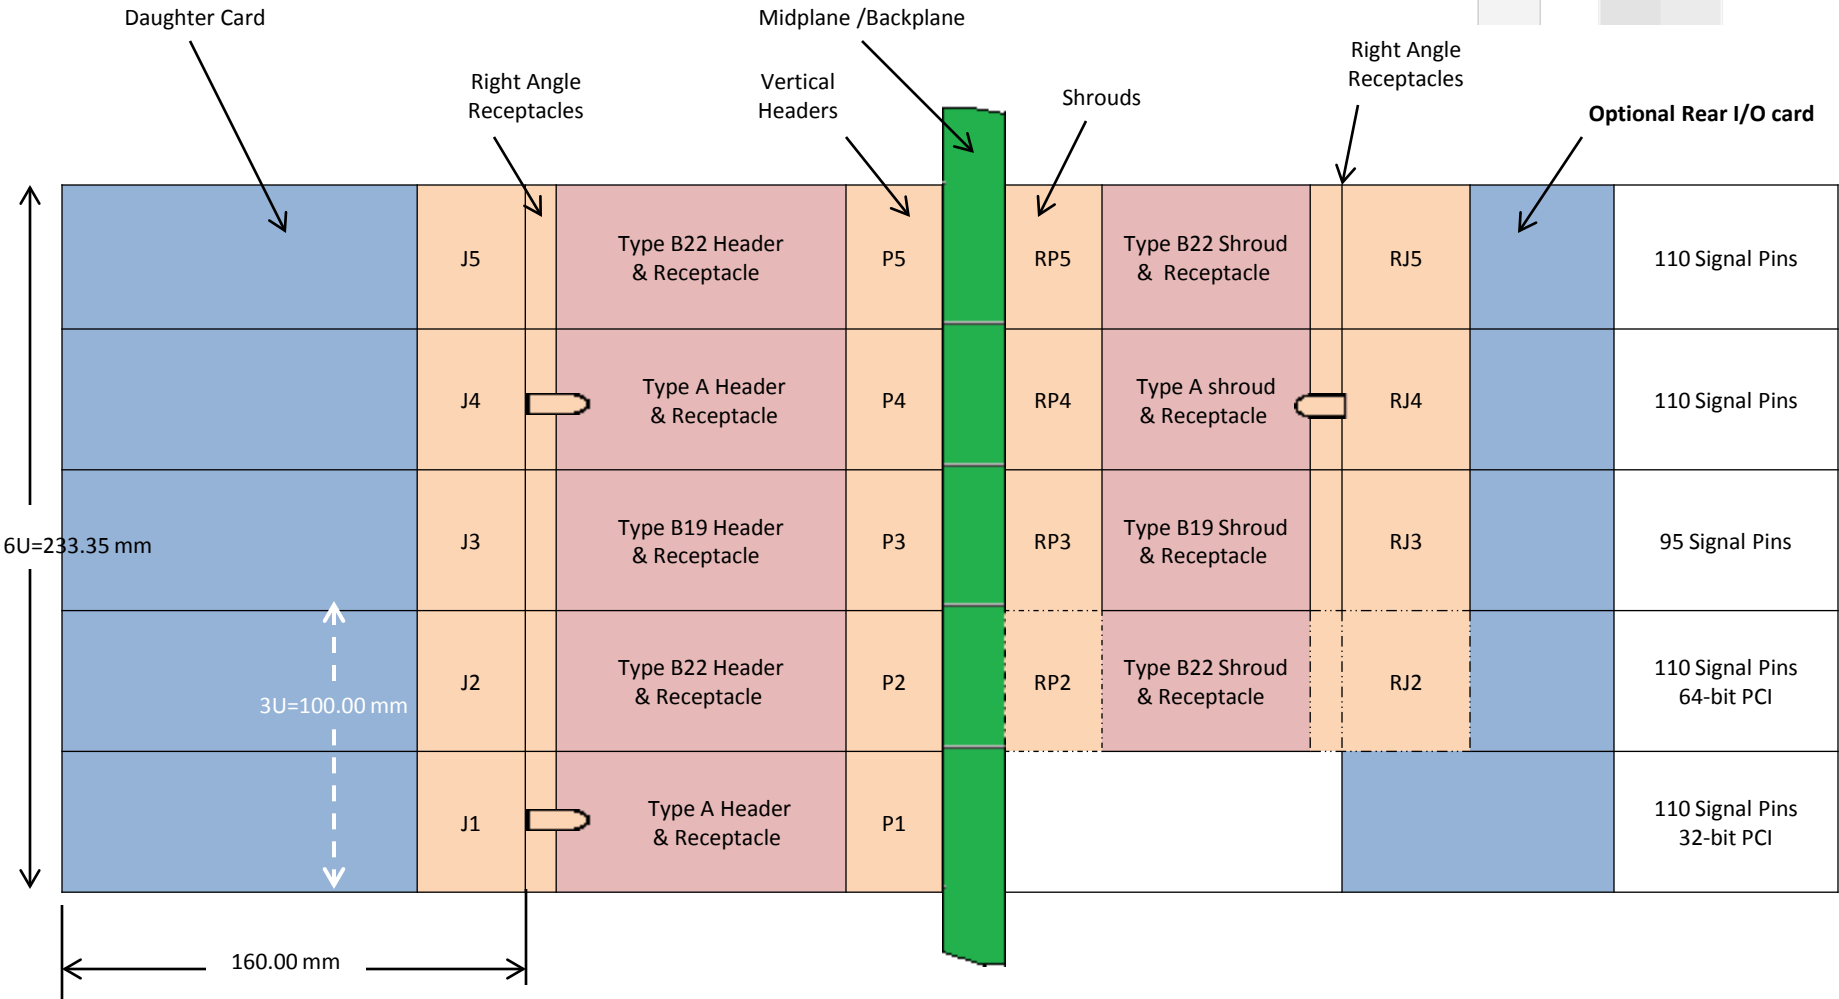 Daughter Card
Midplane /Backplane
Right Angle
Receptacles
Right Angle
Receptacles
Vertical
Headers
Shrouds
Optional Rear I/O card
J5
Type B22 Header
& Receptacle
P5
RP5
Type B22 Shroud
& Receptacle
RJ5
110 Signal Pins
J4
Type A Header
& Receptacle
P4
RP4
Type A shroud
& Receptacle
RJ4
110 Signal Pins
6U=233.35 mm
J3
Type B19 Header
& Receptacle
P3
RP3
Type B19 Shroud
& Receptacle
RJ3
95 Signal Pins
3U=100.00 mm
J2
Type B22 Header
& Receptacle
P2
RP2
Type B22 Shroud
& Receptacle
RJ2
110 Signal Pins
64-bit PCI
J1
Type A Header
& Receptacle
P1
110 Signal Pins
32-bit PCI
160.00 mm